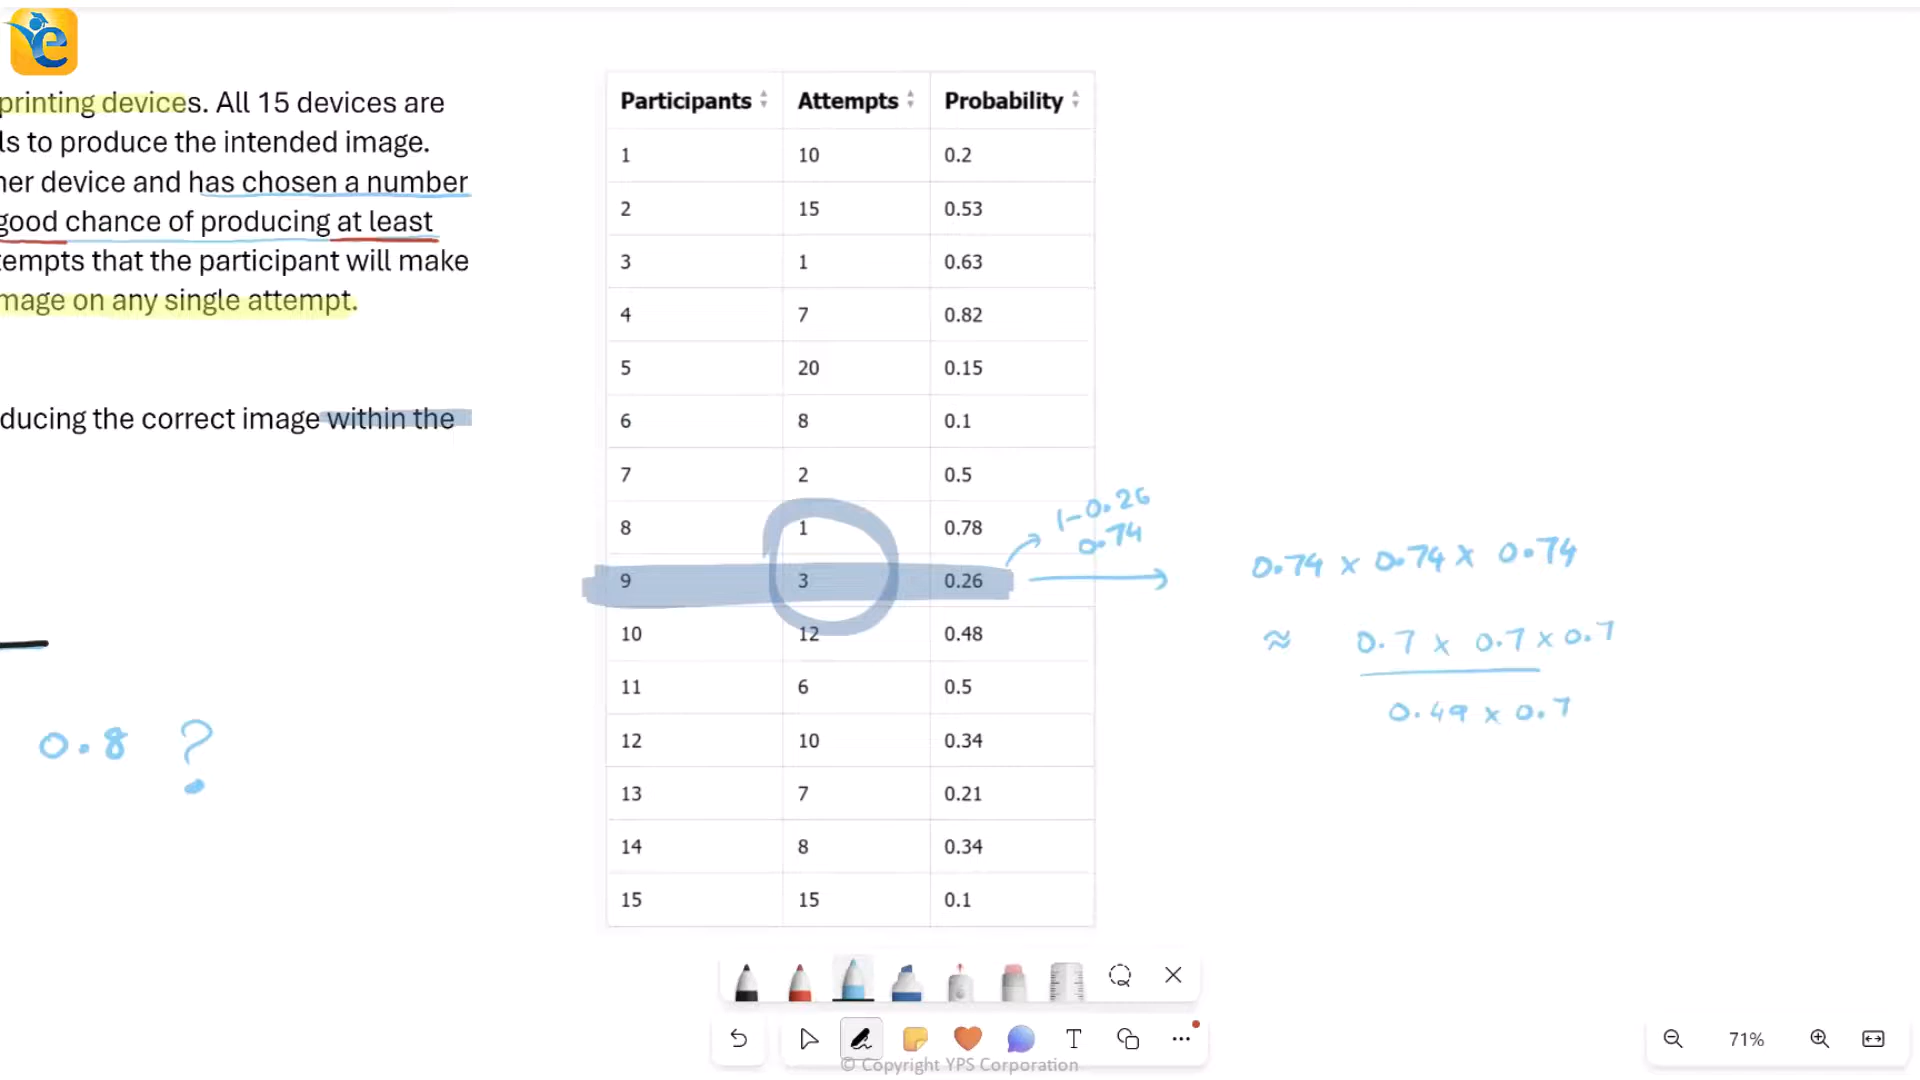 e
printing devices. All 15 devices are
ls to produce the intended image.
her device and has chosen a number
good chance of producing at least
tempts that the participant will make
mage on any single attempt.
ducing the correct image within the
0.8 ?
Participants Attempts Probability
1 10 0.2
2 15 0.53
3 1 0.63
4 7 0.82
5 20 0.15
6 8 0.1
7 2 0.5
8 1 0.78
9 3 0.26
10 12 0.48
11 6 0.5
12 10 0.34
13 7 0.21
14 8 0.34
15 15 0.1
1-0.26
0.74
0.74 x 0.74 x 0.74
≈ 0.7 x 0.7 x 0.7
0.49 x 0.7
T
71%
© Copyright YPS Corporation